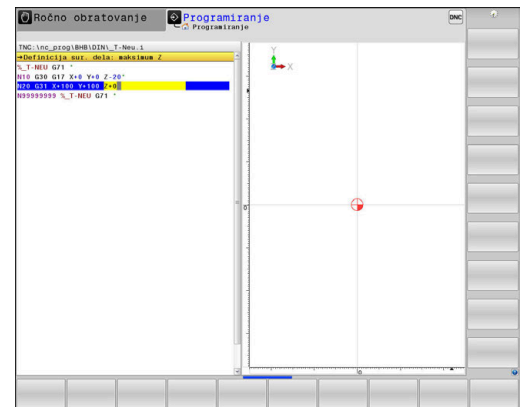 Ročno obratovanje
Programiranje
DNC
Programiranje
TNC:\nc_prog\BHB\DIN\_T-Neu.i
→Definicija sur. dela: maksimum Z
%_T-NEU G71 *
N10 G30 G17 X+0 Y+0 Z-20*
N20 G31 X+100 Y+100 Z+0
N99999999 %_T-NEU G71 *
Y
X
0
0